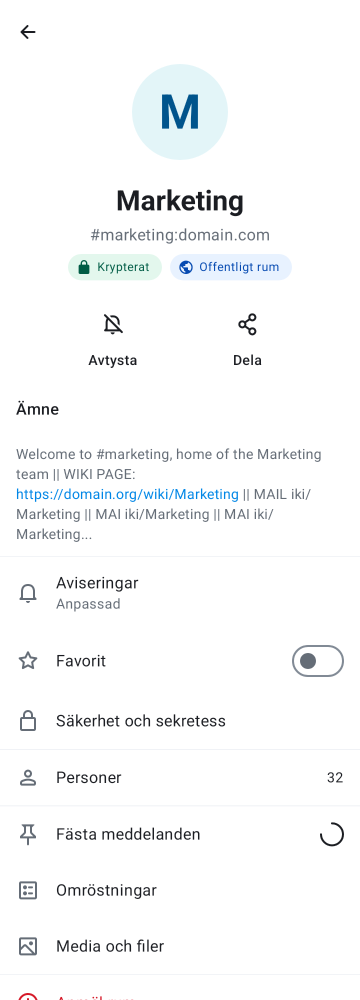 M
Marketing
#marketing:domain.com
Krypterat
Offentligt rum
Avtysta
Dela
Ämne
Welcome to #marketing, home of the Marketing
team || WIKI PAGE:
https://domain.org/wiki/Marketing || MAIL iki/
Marketing || MAI iki/Marketing || MAI iki/
Marketing...
Aviseringar
Anpassad
Favorit
Säkerhet och sekretess
Personer
32
Fästa meddelanden
Omröstningar
Media och filer